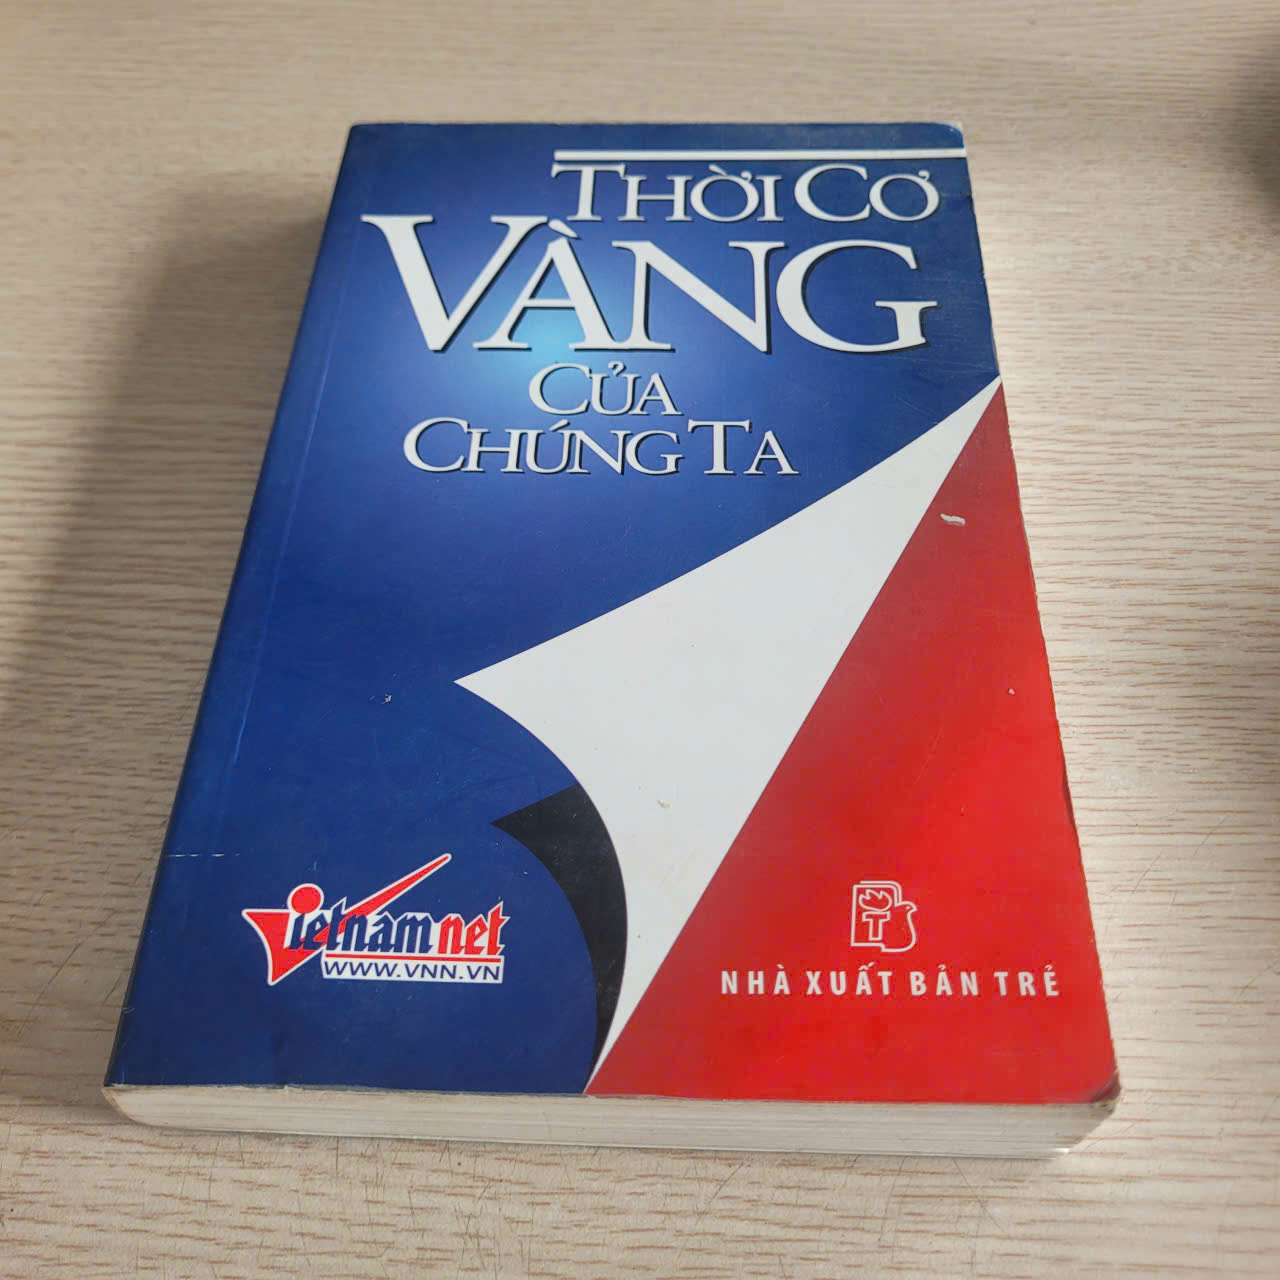 THỜI CƠ
VÀNG
CỦA
CHÚNG TA
Vietnamnet
WWW.VNN.VN
T
NHÀ XUẤT BẢN TRẺ